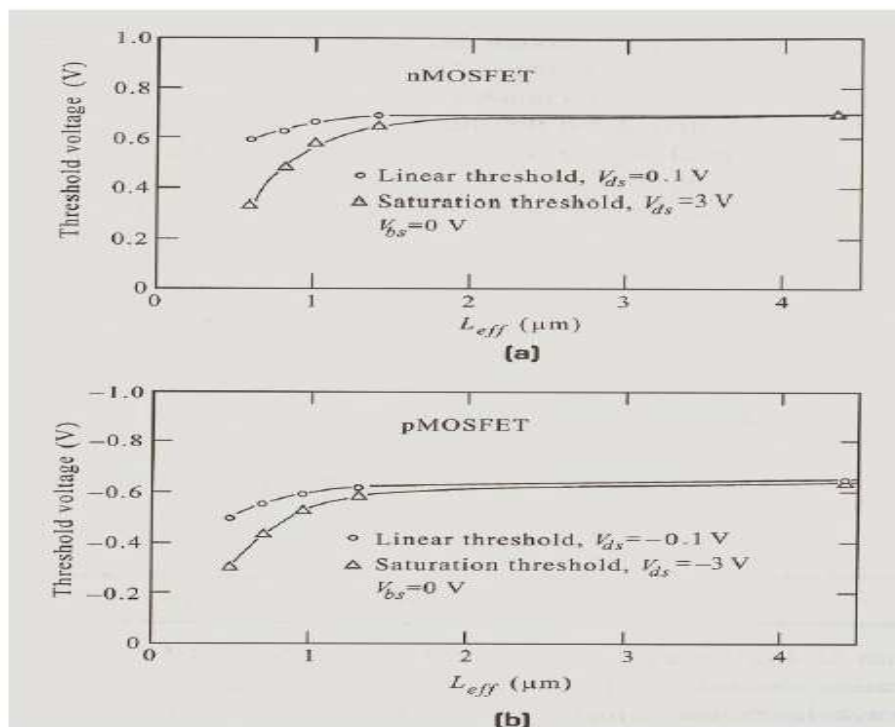 1.0
0.8
0.6
0.4
0.2
0
Threshold voltage (V)
nMOSFET
Linear threshold, Vds=0.1 V
Saturation threshold, Vds=3 V
Vbs=0 V
0 1 2 3 4
Leff (μm)
(a)
−1.0
−0.8
−0.6
−0.4
−0.2
0
Threshold voltage (V)
pMOSFET
Linear threshold, Vds=−0.1 V
Saturation threshold, Vds=−3 V
Vbs=0 V
0 1 2 3 4
Leff (μm)
(b)